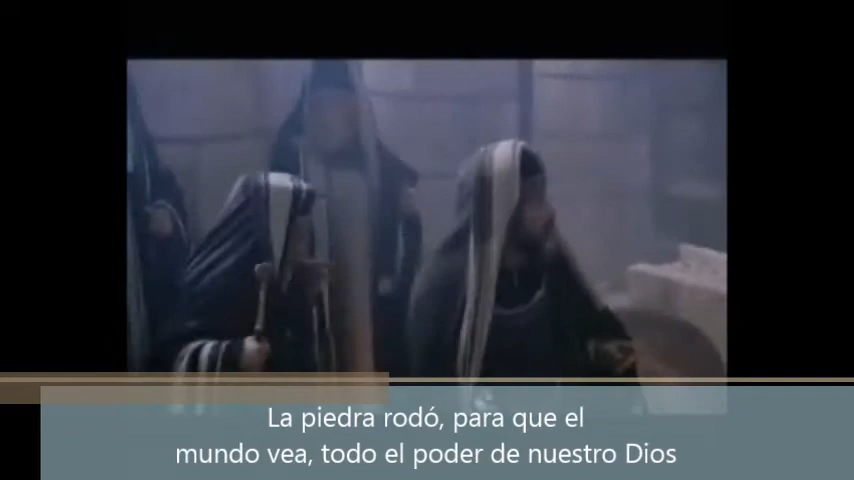 La piedra rodó, para que el
mundo vea, todo el poder de nuestro Dios